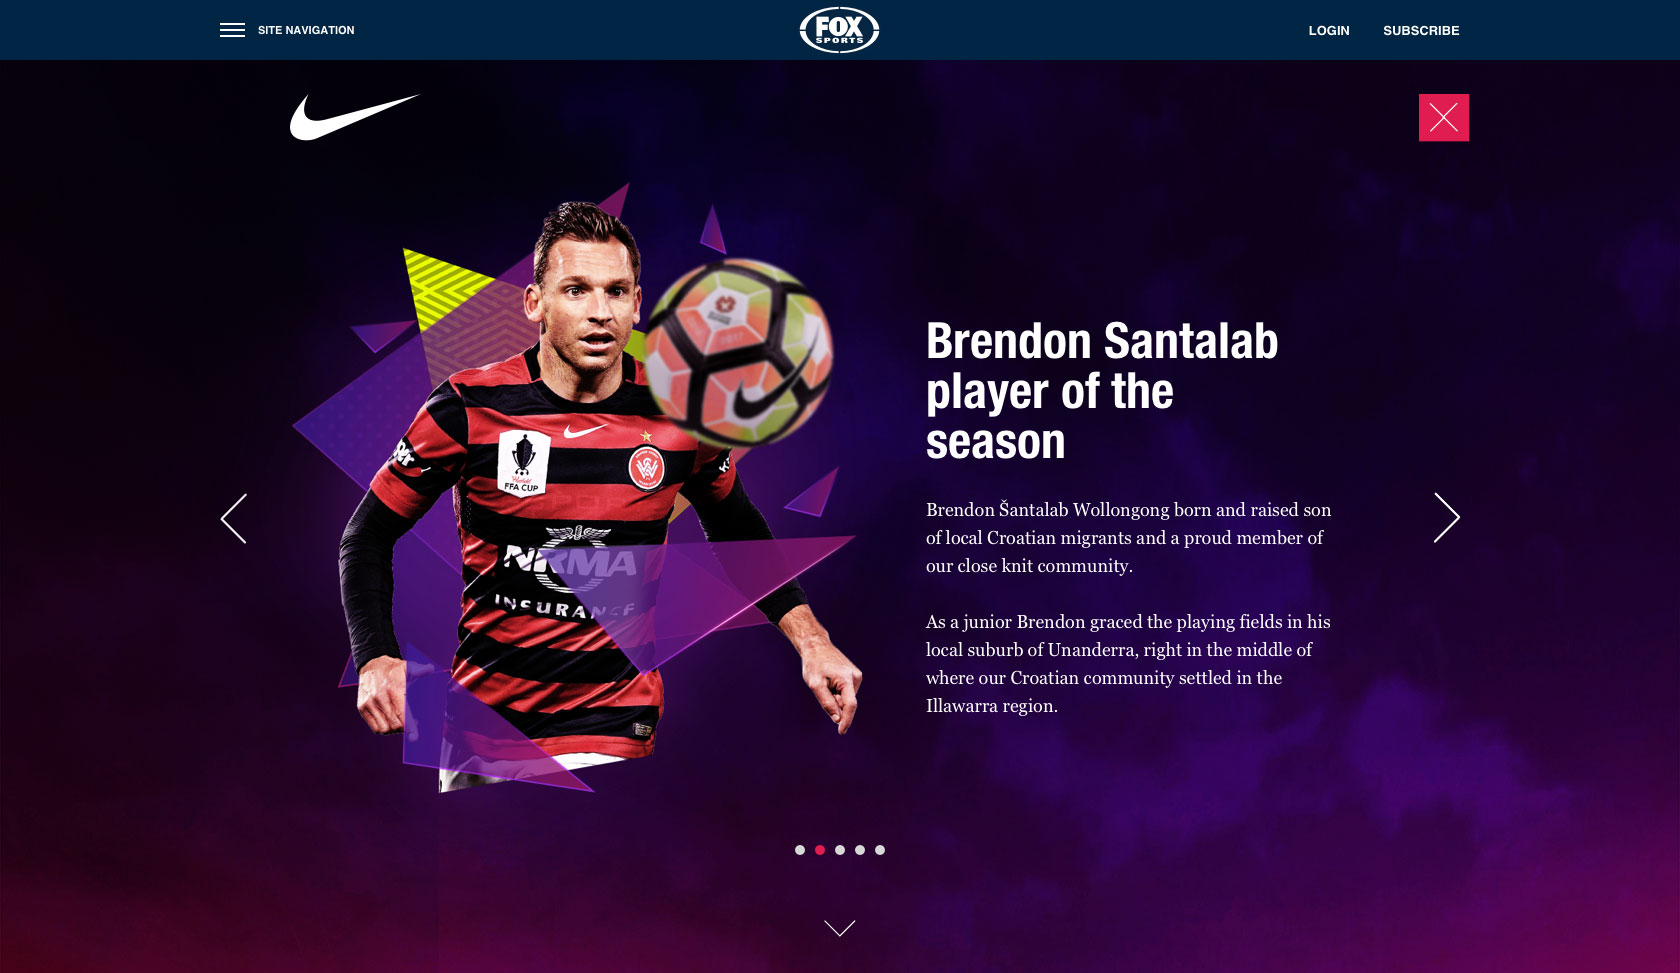 SITE NAVIGATION
FOX
SPORTS
LOGIN
SUBSCRIBE
Brendon Santalab
player of the
season
Brendon Šantalab Wollongong born and raised son
of local Croatian migrants and a proud member of
our close knit community.
As a junior Brendon graced the playing fields in his
local suburb of Unanderra, right in the middle of
where our Croatian community settled in the
Illawarra region.
2017
Westfield
FFA CUP
NRMA
INSURANCE